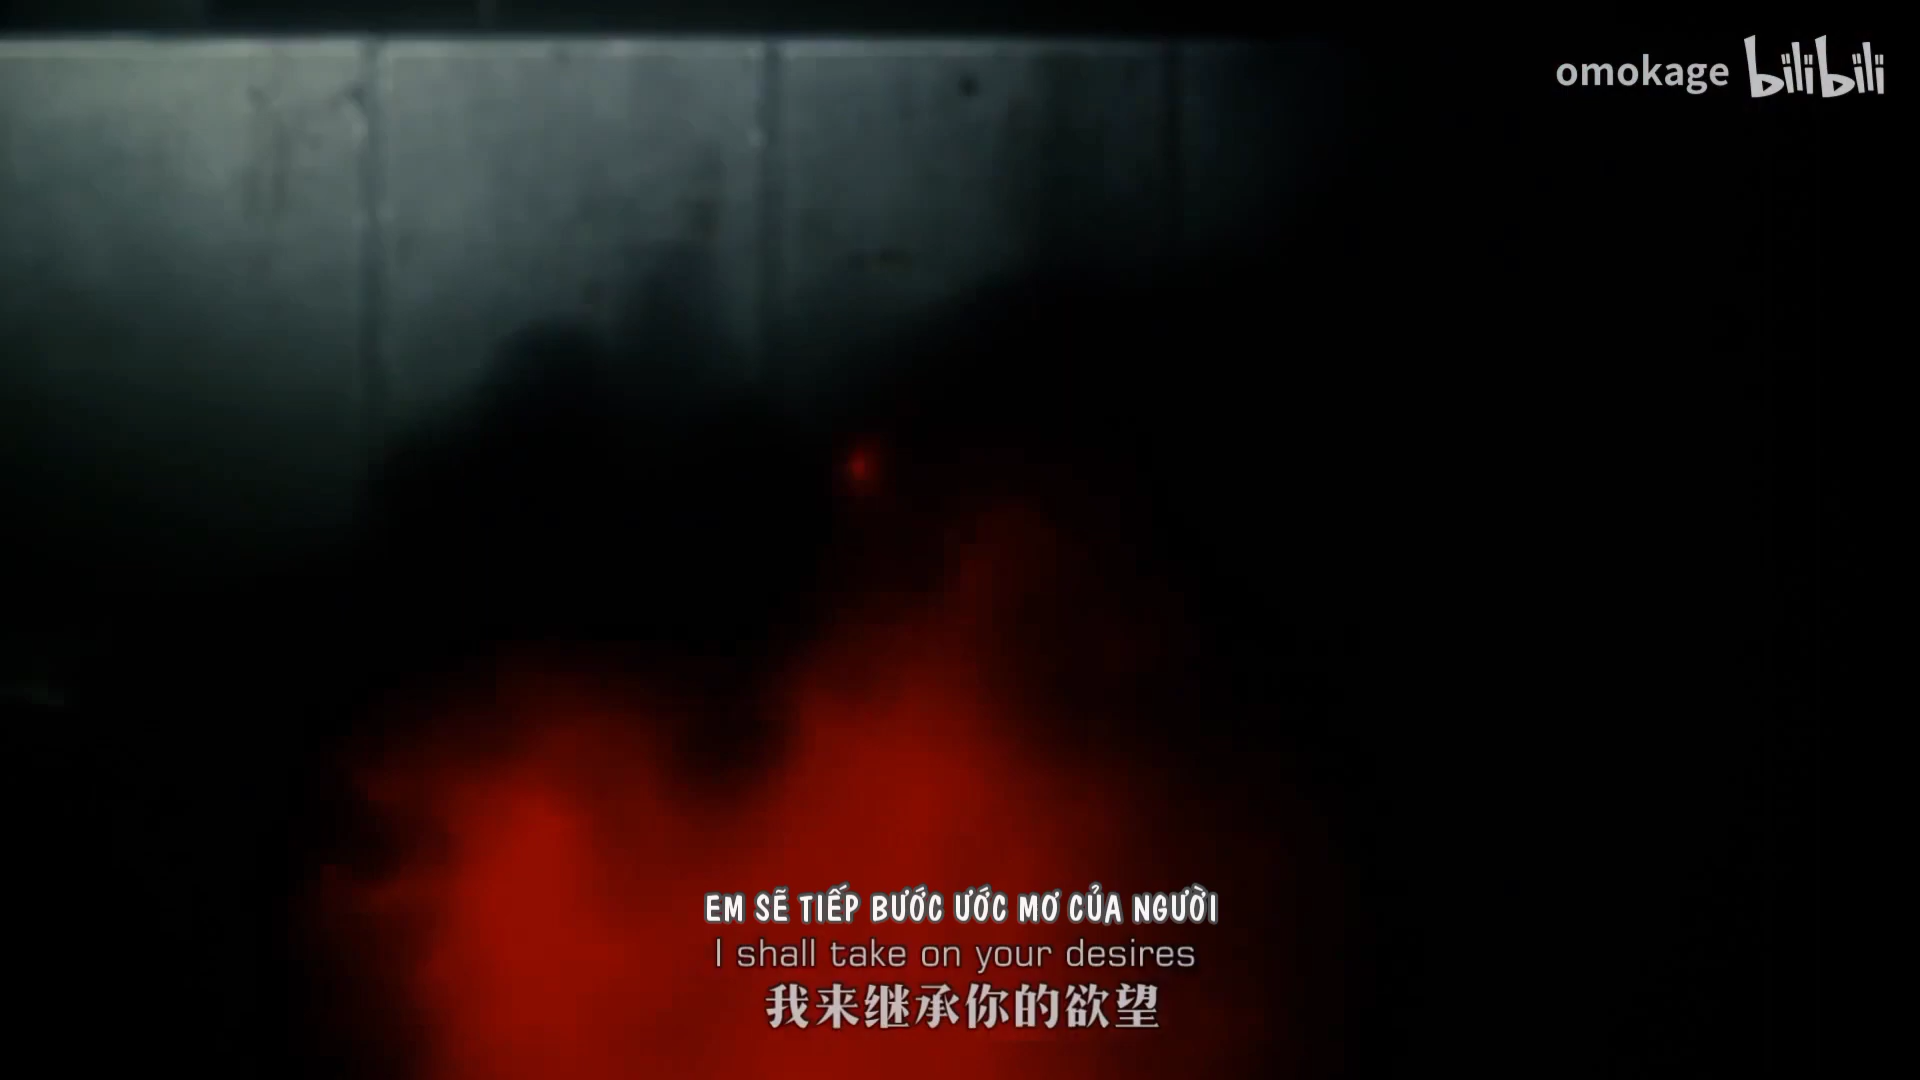 omokage bilibili
EM SẼ TIẾP BƯỚC ƯỚC MƠ CỦA NGƯỜI
I shall take on your desires
我来继承你的欲望